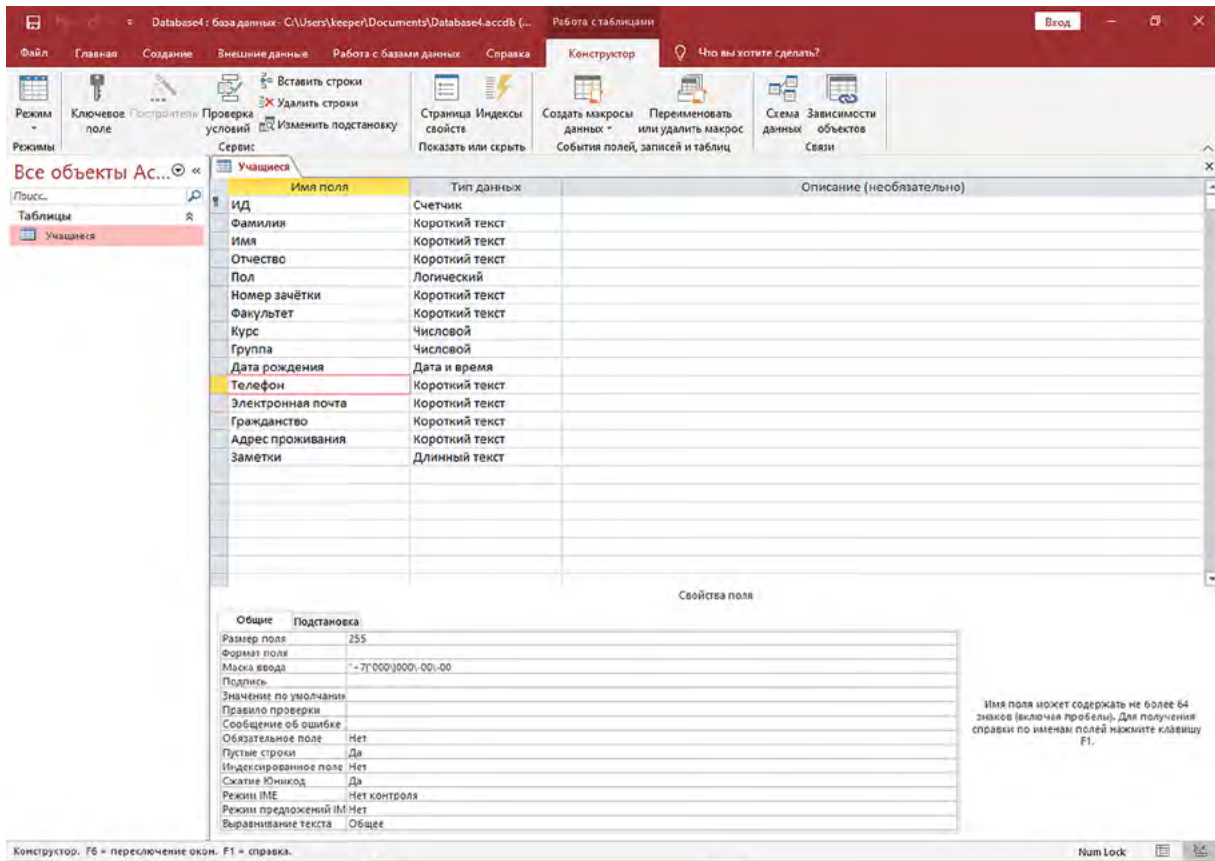 Database4 : база данных - C:\Users\keeper\Documents\Database4.accdb (...
Работа с таблицами
Вход
Файл Главная Создание Внешние данные Работа с базами данных Справка Конструктор Что вы хотите сделать?
Режим
Ключевое поле
Построитель
Проверка условий
Вставить строки
Удалить строки
Изменить подстановку
Страница свойств
Индексы
Создать макросы данных
Переименовать или удалить макрос
Схема данных
Зависимости объектов
Режимы Сервис Показать или скрыть События полей, записей и таблиц Связи
Все объекты Ac...
Поиск...
Таблицы
Учащиеся
Учащиеся
Имя поля Тип данных Описание (необязательно)
ИД Счетчик
Фамилия Короткий текст
Имя Короткий текст
Отчество Короткий текст
Пол Логический
Номер зачётки Короткий текст
Факультет Короткий текст
Курс Числовой
Группа Числовой
Дата рождения Дата и время
Телефон Короткий текст
Электронная почта Короткий текст
Гражданство Короткий текст
Адрес проживания Короткий текст
Заметки Длинный текст
Свойства поля
Общие Подстановка
Размер поля 255
Формат поля
Маска ввода "+7("000\)000\-00\-00
Подпись
Значение по умолчани
Правило проверки
Сообщение об ошибке
Обязательное поле Нет
Пустые строки Да
Индексированное поле Нет
Сжатие Юникод Да
Режим IME Нет контроля
Режим предложений IM Нет
Выравнивание текста Общее
Имя поля может содержать не более 64
знаков (включая пробелы). Для получения
справки по именам полей нажмите клавишу
F1.
Конструктор. F6 = переключение окон. F1 = справка.
Num Lock